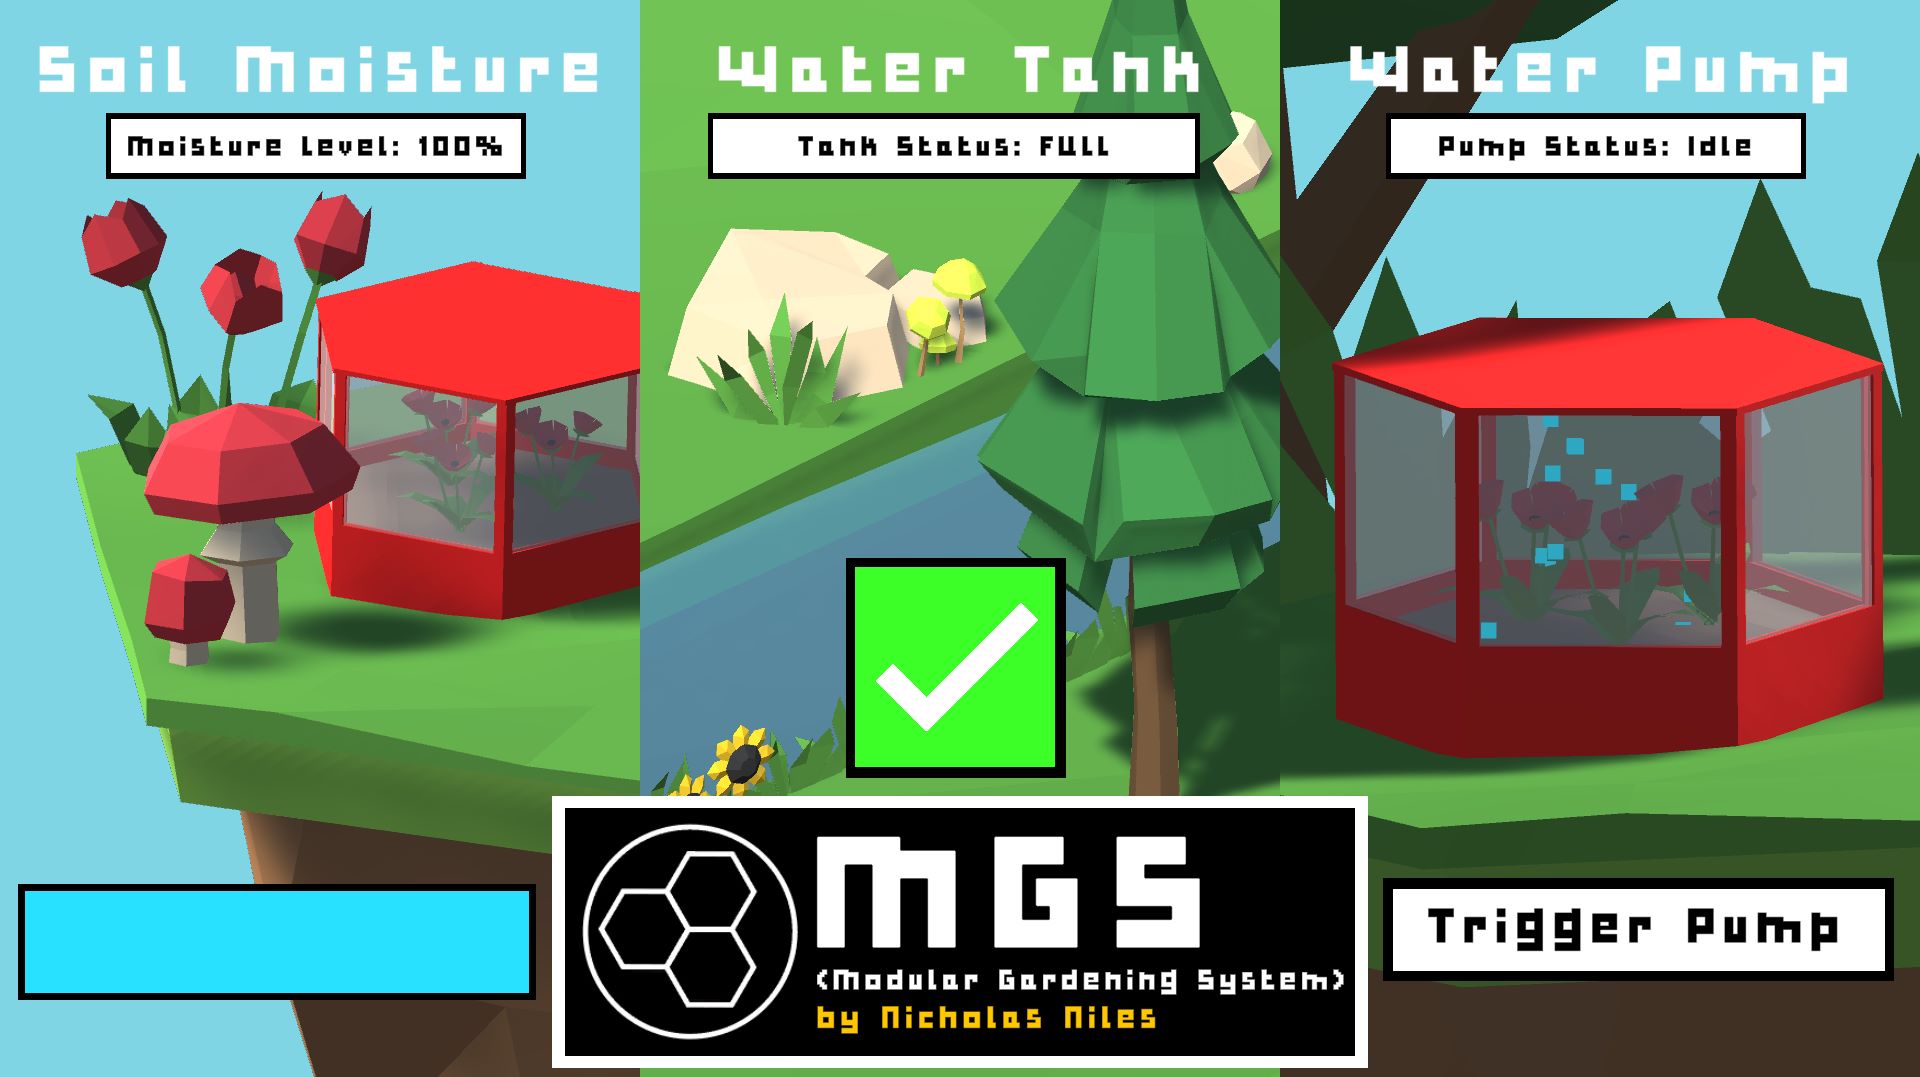 Soil Moisture
Moisture level: 100%
Water Tank
Tank Status: FULL
Water Pump
Pump Status: Idle
MGS
(Modular Gardening System)
by Nicholas Niles
Trigger Pump